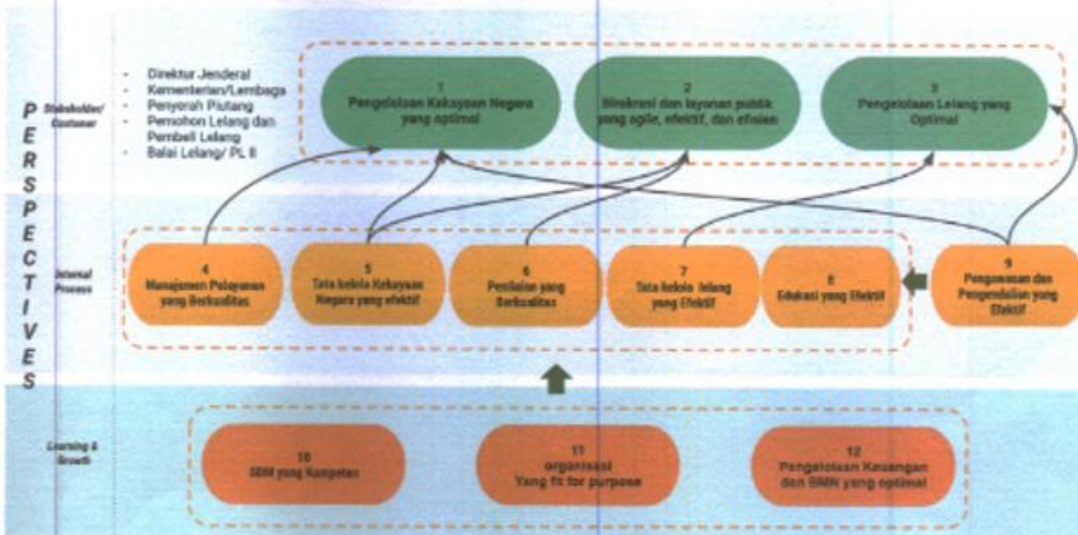 PERSPECTIVES
Stakeholder/
Customer
- Direktur Jenderal
- Kementerian/Lembaga
- Penyerah Piutang
- Pemohon Lelang dan
Pembeli Lelang
- Balai Lelang/ PL II
1
Pengelolaan Kekayaan Negara
yang optimal
2
Birokrasi dan layanan publik
yang agile, efektif, dan efisien
3
Pengelolaan Lelang yang
Optimal
Internal
Process
4
Manajemen Pelayanan
yang Berkualitas
5
Tata kelola Kekayaan
Negara yang efektif
6
Penilaian yang
Berkualitas
7
Tata kelola lelang
yang Efektif
8
Edukasi yang Efektif
9
Pengawasan dan
Pengendalian yang
Efektif
Learning &
Growth
10
SDM yang Kompeten
11
organisasi
Yang fit for purpose
12
Pengelolaan Keuangan
dan BMN yang optimal